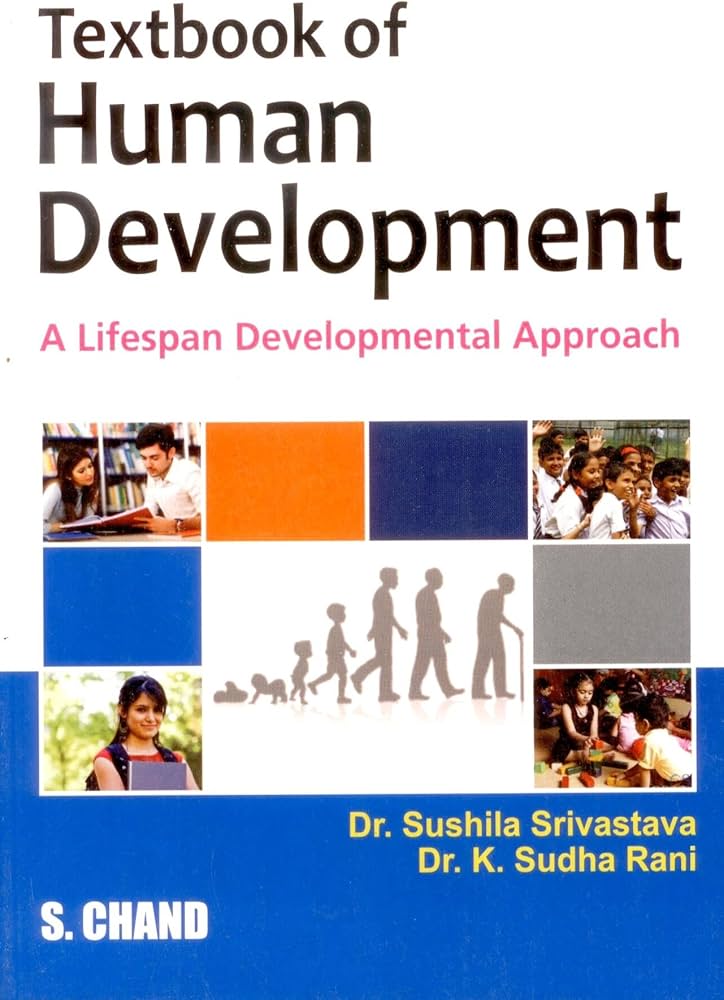 Textbook of
Human
Development
A Lifespan Developmental Approach
Dr. Sushila Srivastava
Dr. K. Sudha Rani
S. CHAND